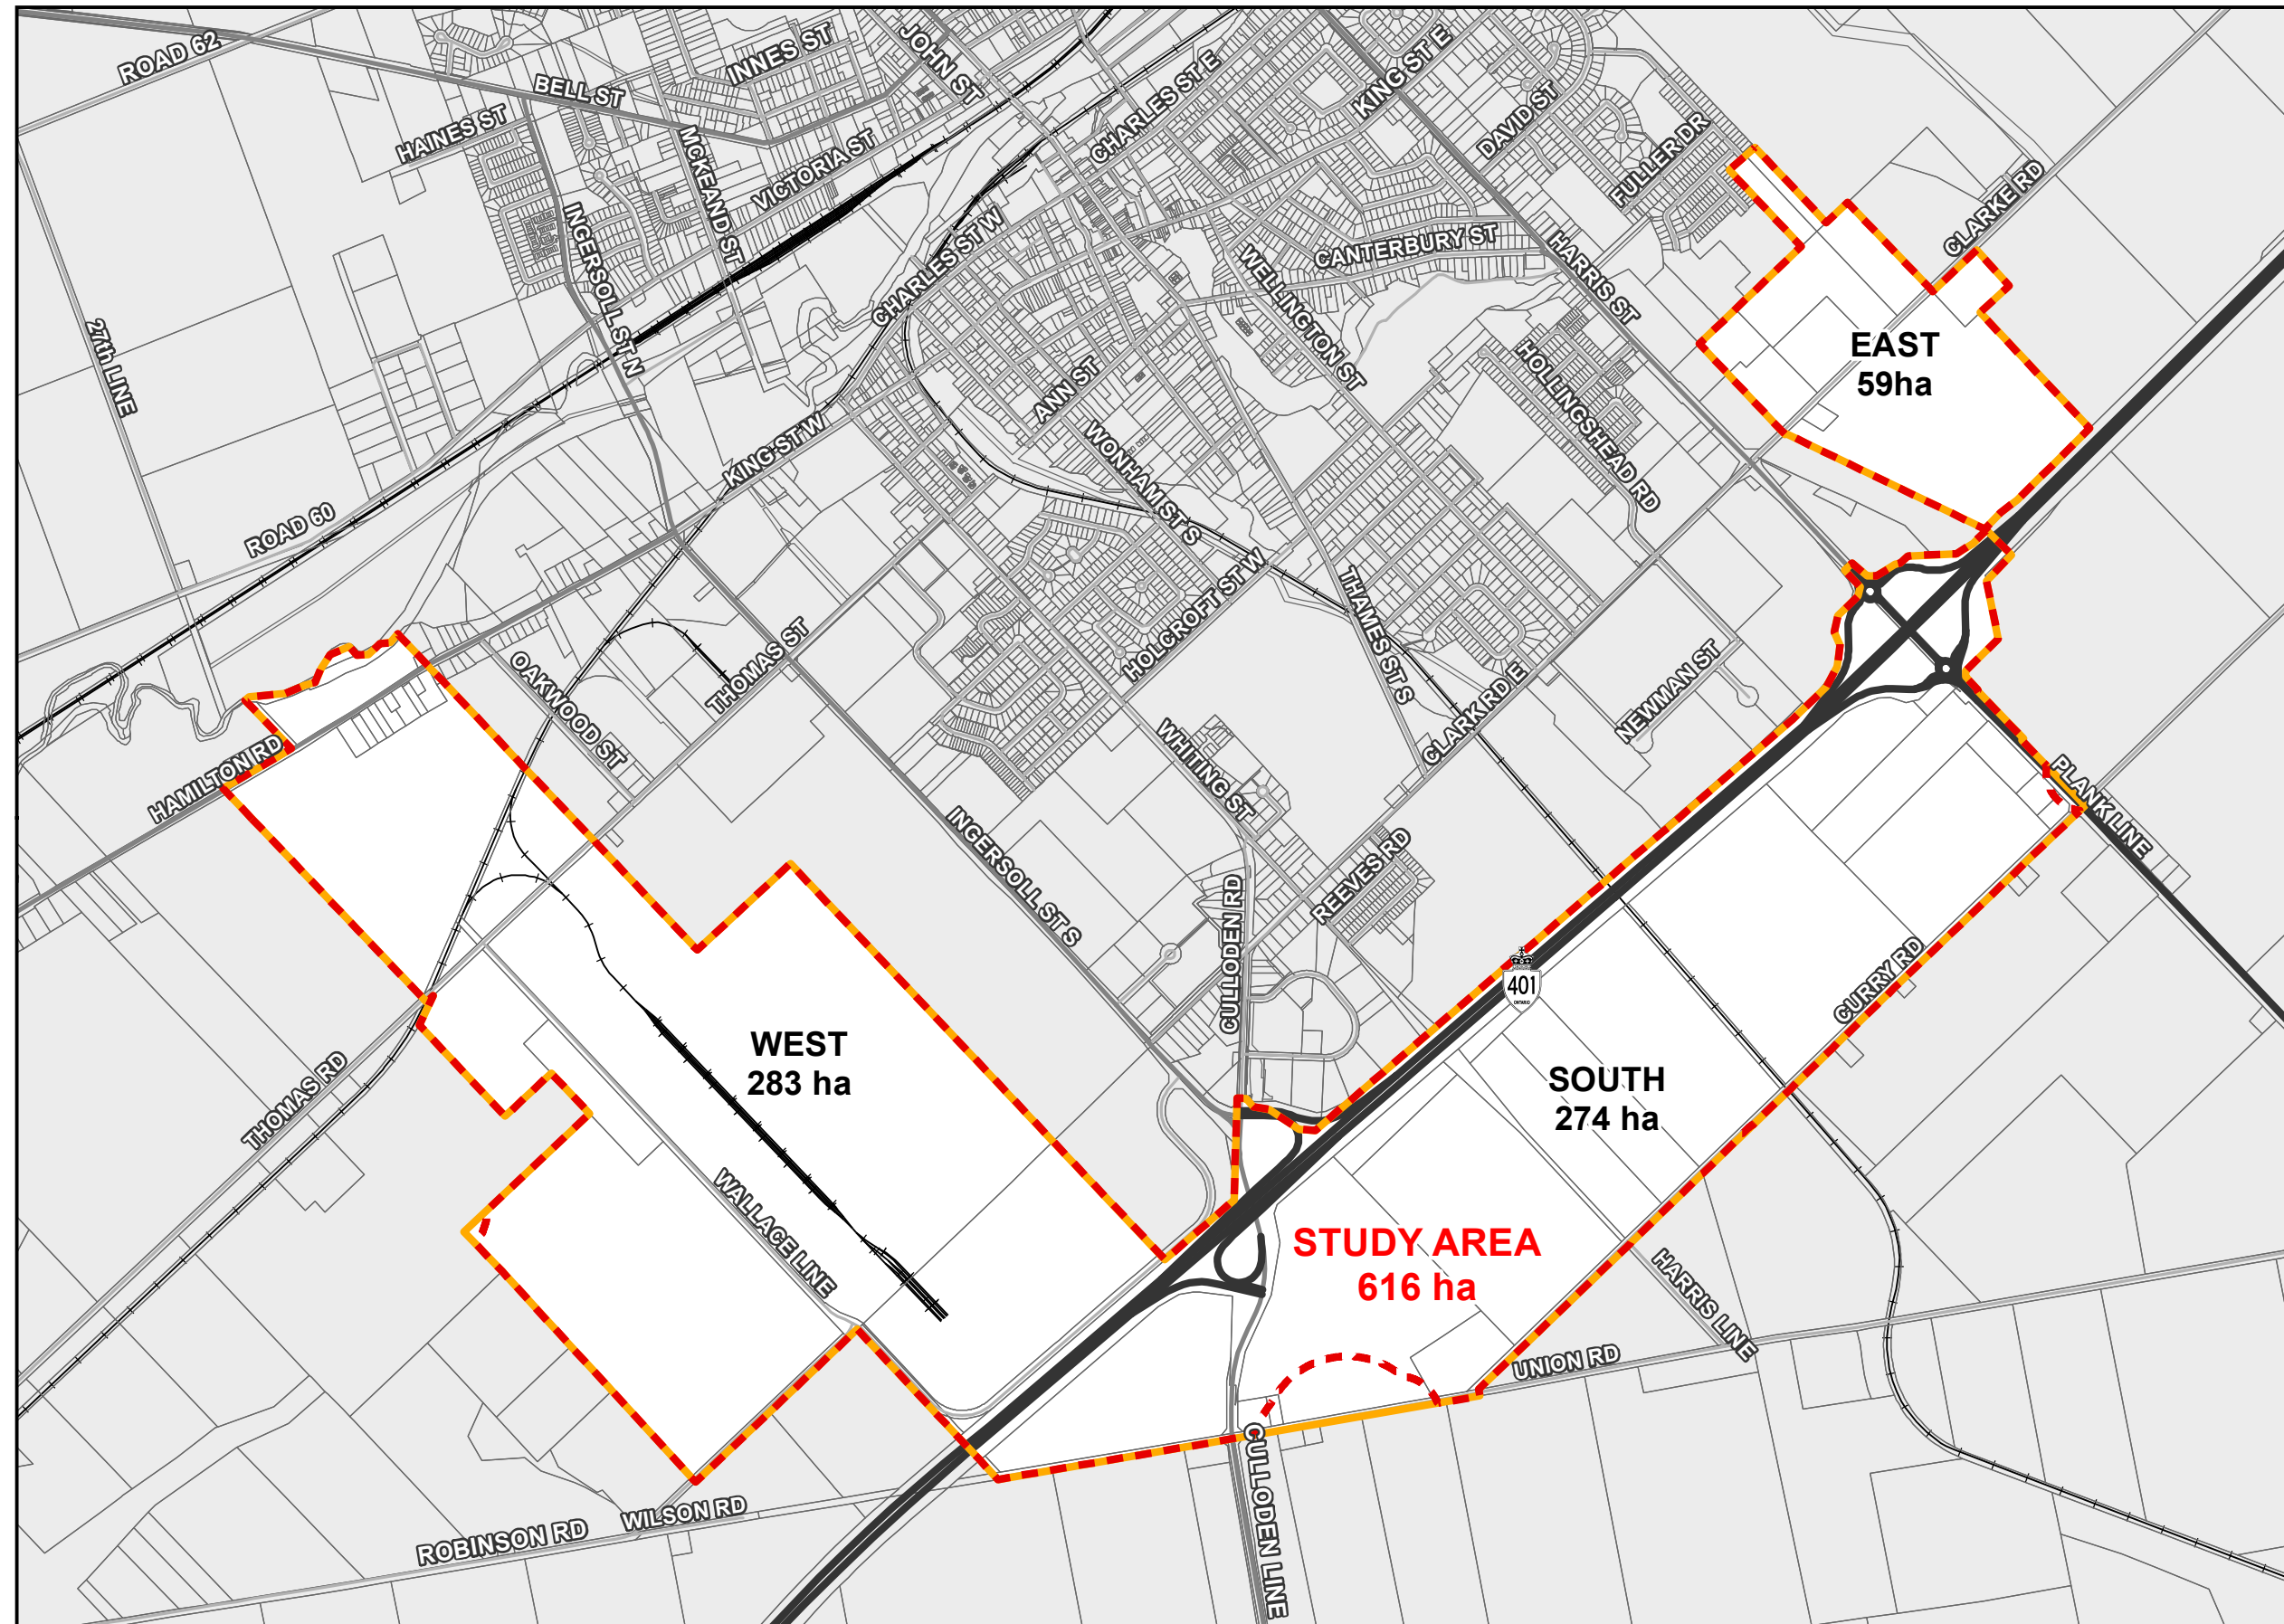 ROAD 62
INNES ST
JOHN ST
BELL ST
CHARLES ST E
KING ST E
HAINES ST
MCKEAND ST
VICTORIA ST
DAVID ST
FULLER DR
CLARKE RD
INGERSOLL ST N
CHARLES ST W
CANTERBURY ST
WELLINGTON ST
HARRIS ST
27th LINE
EAST
59ha
ANN ST
HOLLINGSHEAD RD
KING ST W
WONHAM ST S
ROAD 60
THAMES ST S
HOLCROFT ST W
OAKWOOD ST
THOMAS ST
NEWMAN ST
CLARK RD E
HAMILTON RD
WHITING ST
PLANK LINE
INGERSOLL ST S
REEVES RD
CULLODEN RD
401
ONTARIO
CURRY RD
WEST
283 ha
SOUTH
274 ha
THOMAS RD
WALLACE LINE
STUDY AREA
616 ha
HARRIS LINE
UNION RD
CULLODEN LINE
WILSON RD
ROBINSON RD